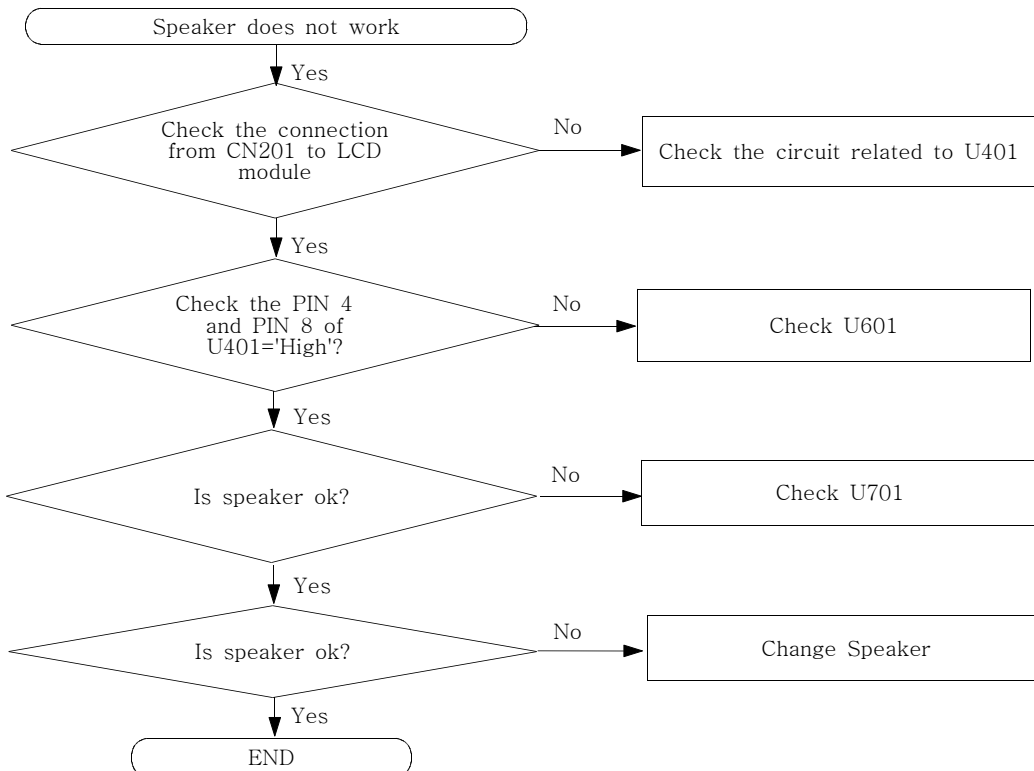 Speaker does not work
Yes
Check the connection
from CN201 to LCD
module
No
Check the circuit related to U401
Yes
Check the PIN 4
and PIN 8 of
U401='High'?
No
Check U601
Yes
Is speaker ok?
No
Check U701
Yes
Is speaker ok?
No
Change Speaker
Yes
END